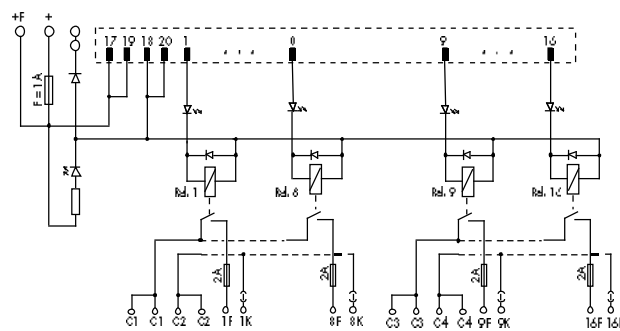 +F + 17 19 18 20 1 8 9 16
F = 1A
Rel. 1 Rel. 8 Rel. 9 Rel. 16
2A 2A 2A 2A
C1 C1 C2 C2 1F 1K 8F 8K C3 C3 C4 C4 9F 9K 16F 16K